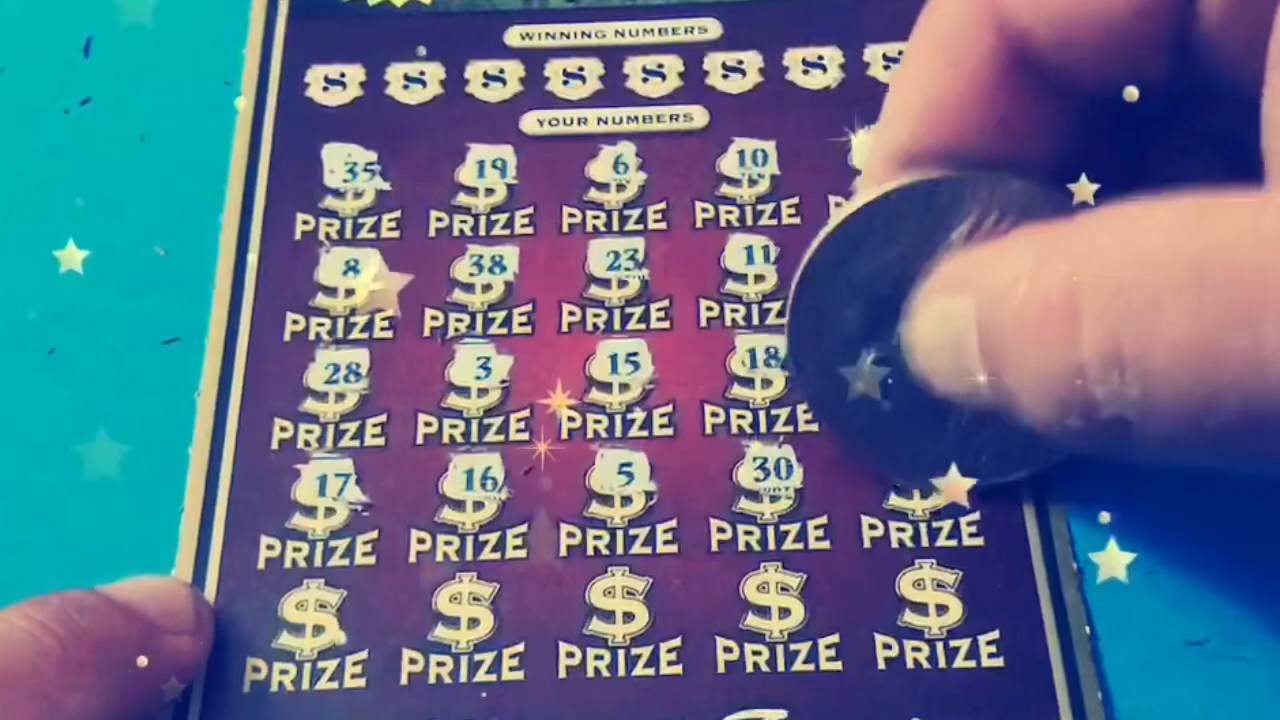 WINNING NUMBERS
YOUR NUMBERS
35 19 6 10
PRIZE PRIZE PRIZE PRIZE
8 38 23 11
PRIZE PRIZE PRIZE PRIZ
28 3 15 18
PRIZE PRIZE PRIZE PRIZE
17 16 5 30
$ $ $ $ $
PRIZE PRIZE PRIZE PRIZE PRIZE
$ $ $ $ $
PRIZE PRIZE PRIZE PRIZE PRIZE